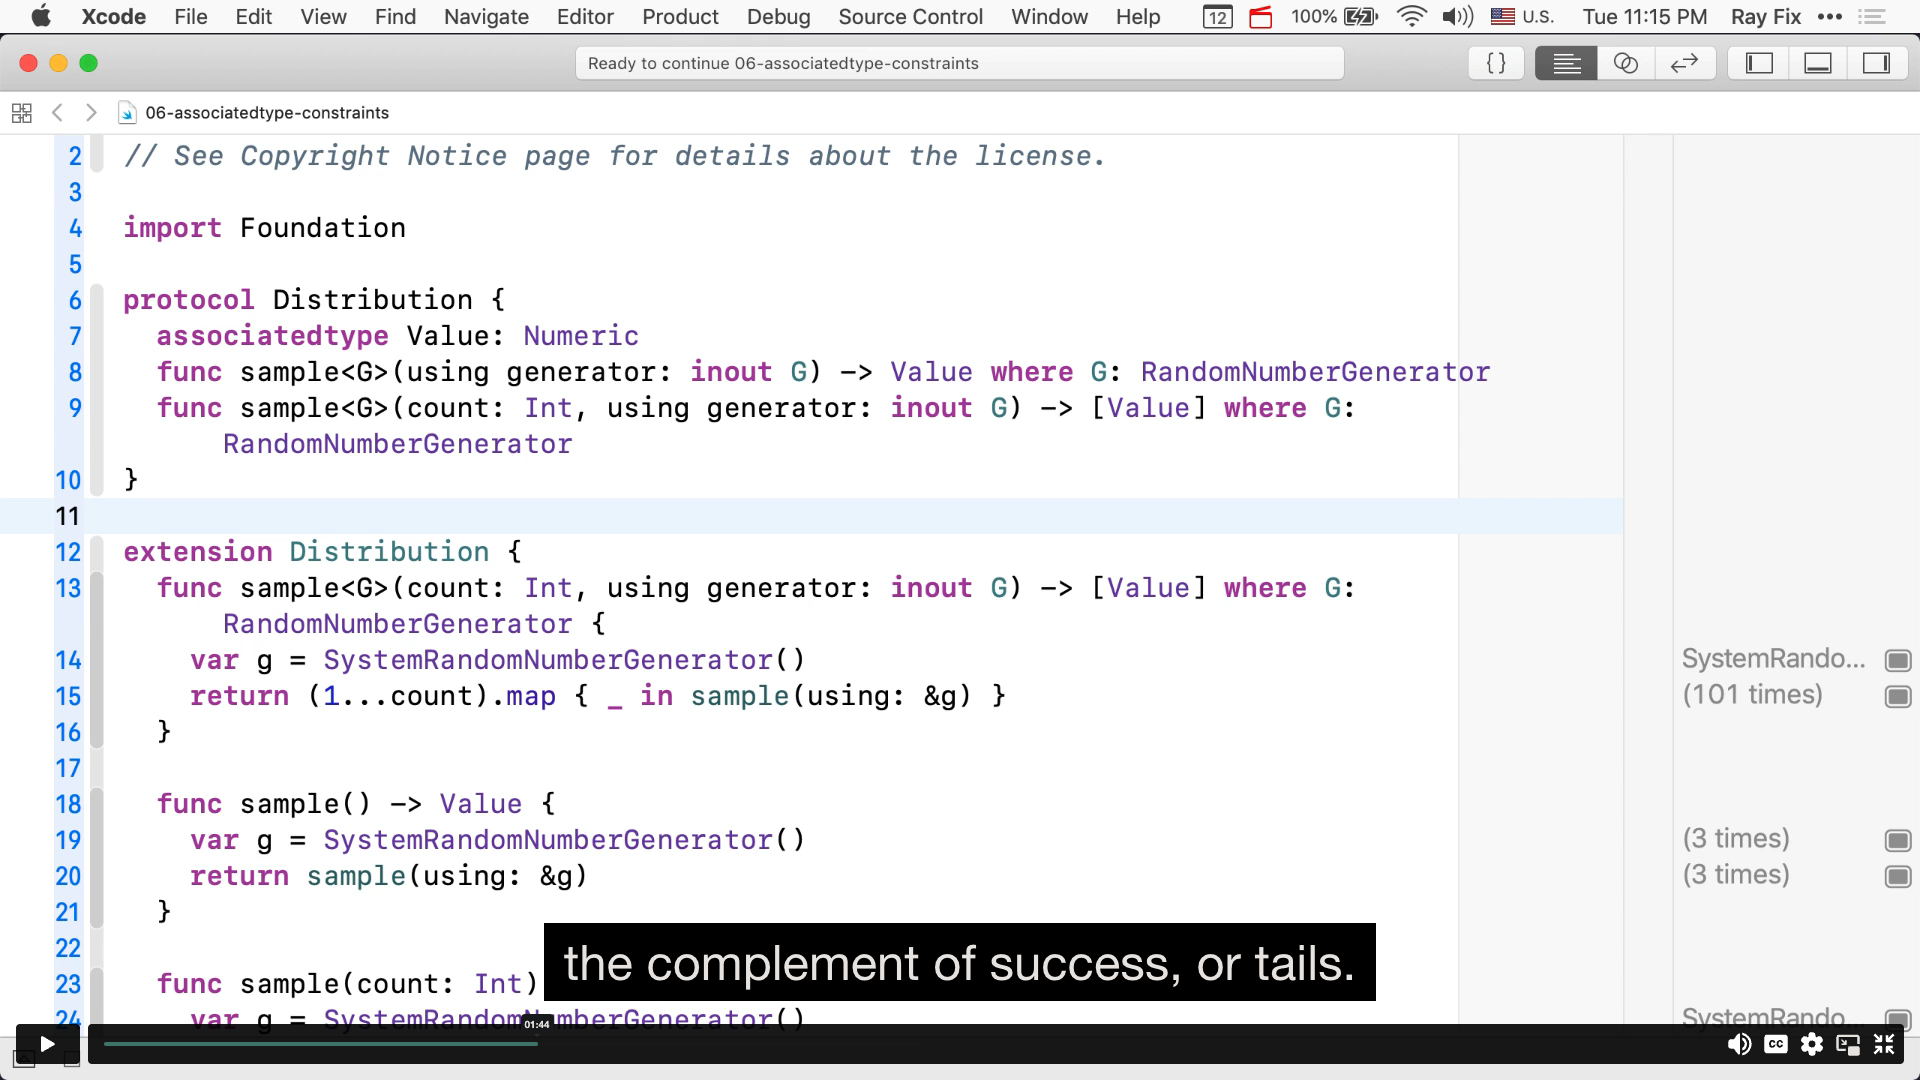 Xcode File Edit View Find Navigate Editor Product Debug Source Control Window Help 12 100% U.S. Tue 11:15 PM Ray Fix
Ready to continue 06-associatedtype-constraints {}
06-associatedtype-constraints
2 // See Copyright Notice page for details about the license.
3
4 import Foundation
5
6 protocol Distribution {
7 associatedtype Value: Numeric
8 func sample<G>(using generator: inout G) -> Value where G: RandomNumberGenerator
9 func sample<G>(count: Int, using generator: inout G) -> [Value] where G:
RandomNumberGenerator
10 }
11
12 extension Distribution {
13 func sample<G>(count: Int, using generator: inout G) -> [Value] where G:
RandomNumberGenerator {
14 var g = SystemRandomNumberGenerator() SystemRando...
15 return (1...count).map { _ in sample(using: &g) } (101 times)
16 }
17
18 func sample() -> Value {
19 var g = SystemRandomNumberGenerator() (3 times)
20 return sample(using: &g) (3 times)
21 }
22
the complement of success, or tails.
23 func sample(count: Int)
24 var g = SystemRandomNumberGenerator() SystemRando...
01:44
CC